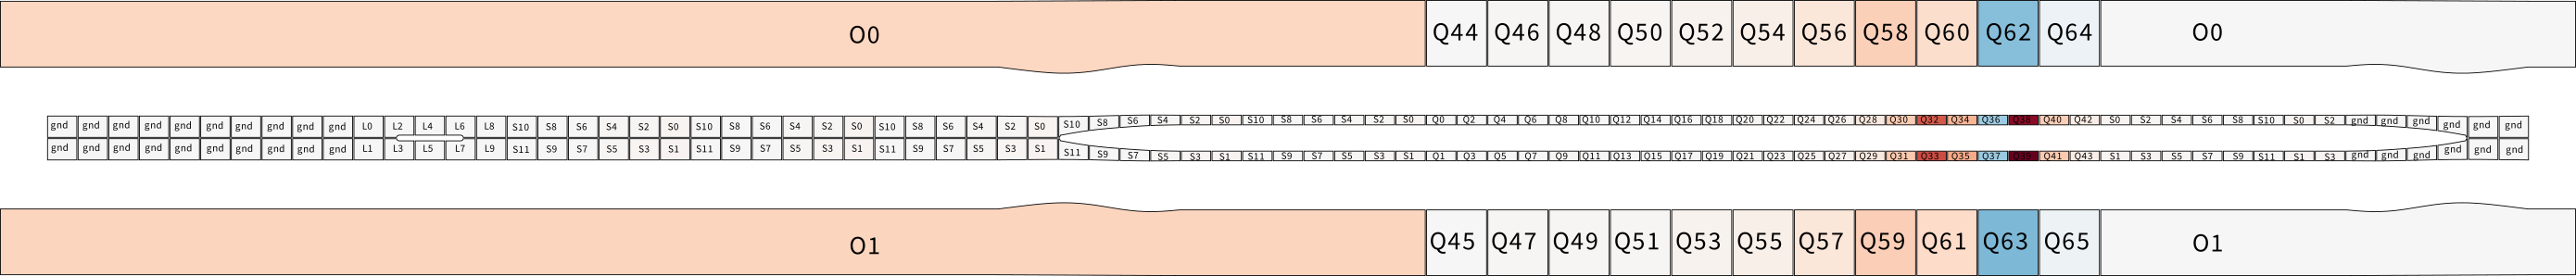 O0 Q44 Q46 Q48 Q50 Q52 Q54 Q56 Q58 Q60 Q62 Q64 O0
gnd gnd gnd gnd gnd gnd gnd gnd gnd gnd L0 L2 L4 L6 L8 S10 S8 S6 S4 S2 S0 S10 S8 S6 S4 S2 S0 S10 S8 S6 S4 S2 S0 S10 S8 S6 S4 S2 S0 S10 S8 S6 S4 S2 S0 Q0 Q2 Q4 Q6 Q8 Q10 Q12 Q14 Q16 Q18 Q20 Q22 Q24 Q26 Q28 Q30 Q32 Q34 Q36 Q38 Q40 Q42 S0 S2 S4 S6 S8 S10 S0 S2 gnd gnd gnd gnd gnd gnd
gnd gnd gnd gnd gnd gnd gnd gnd gnd gnd L1 L3 L5 L7 L9 S11 S9 S7 S5 S3 S1 S11 S9 S7 S5 S3 S1 S11 S9 S7 S5 S3 S1 S11 S9 S7 S5 S3 S1 S11 S9 S7 S5 S3 S1 Q1 Q3 Q5 Q7 Q9 Q11 Q13 Q15 Q17 Q19 Q21 Q23 Q25 Q27 Q29 Q31 Q33 Q35 Q37 Q39 Q41 Q43 S1 S3 S5 S7 S9 S11 S1 S3 gnd gnd gnd gnd gnd gnd
O1 Q45 Q47 Q49 Q51 Q53 Q55 Q57 Q59 Q61 Q63 Q65 O1